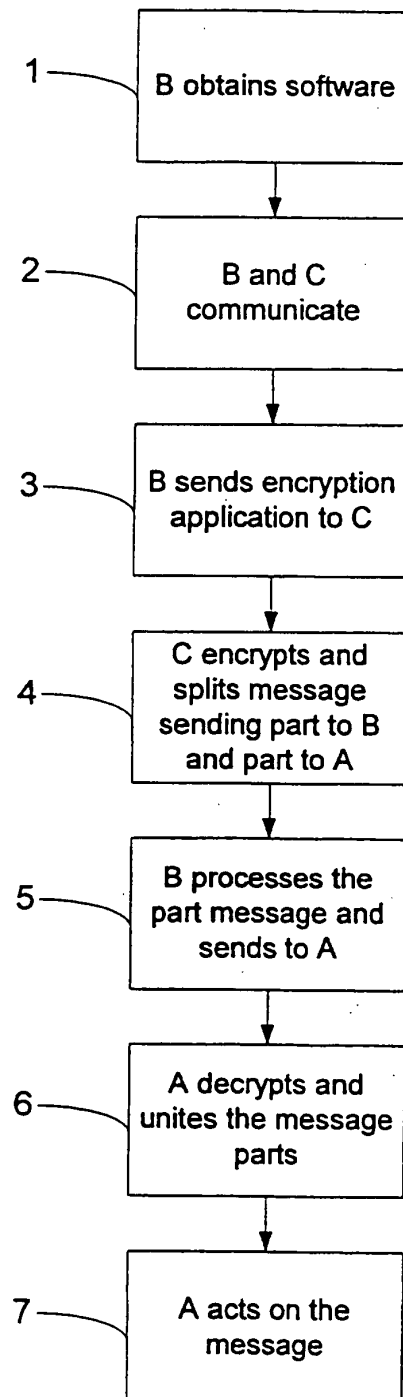 1
B obtains software
2
B and C
communicate
3
B sends encryption
application to C
4
C encrypts and
splits message
sending part to B
and part to A
5
B processes the
part message and
sends to A
6
A decrypts and
unites the message
parts
7
A acts on the
message